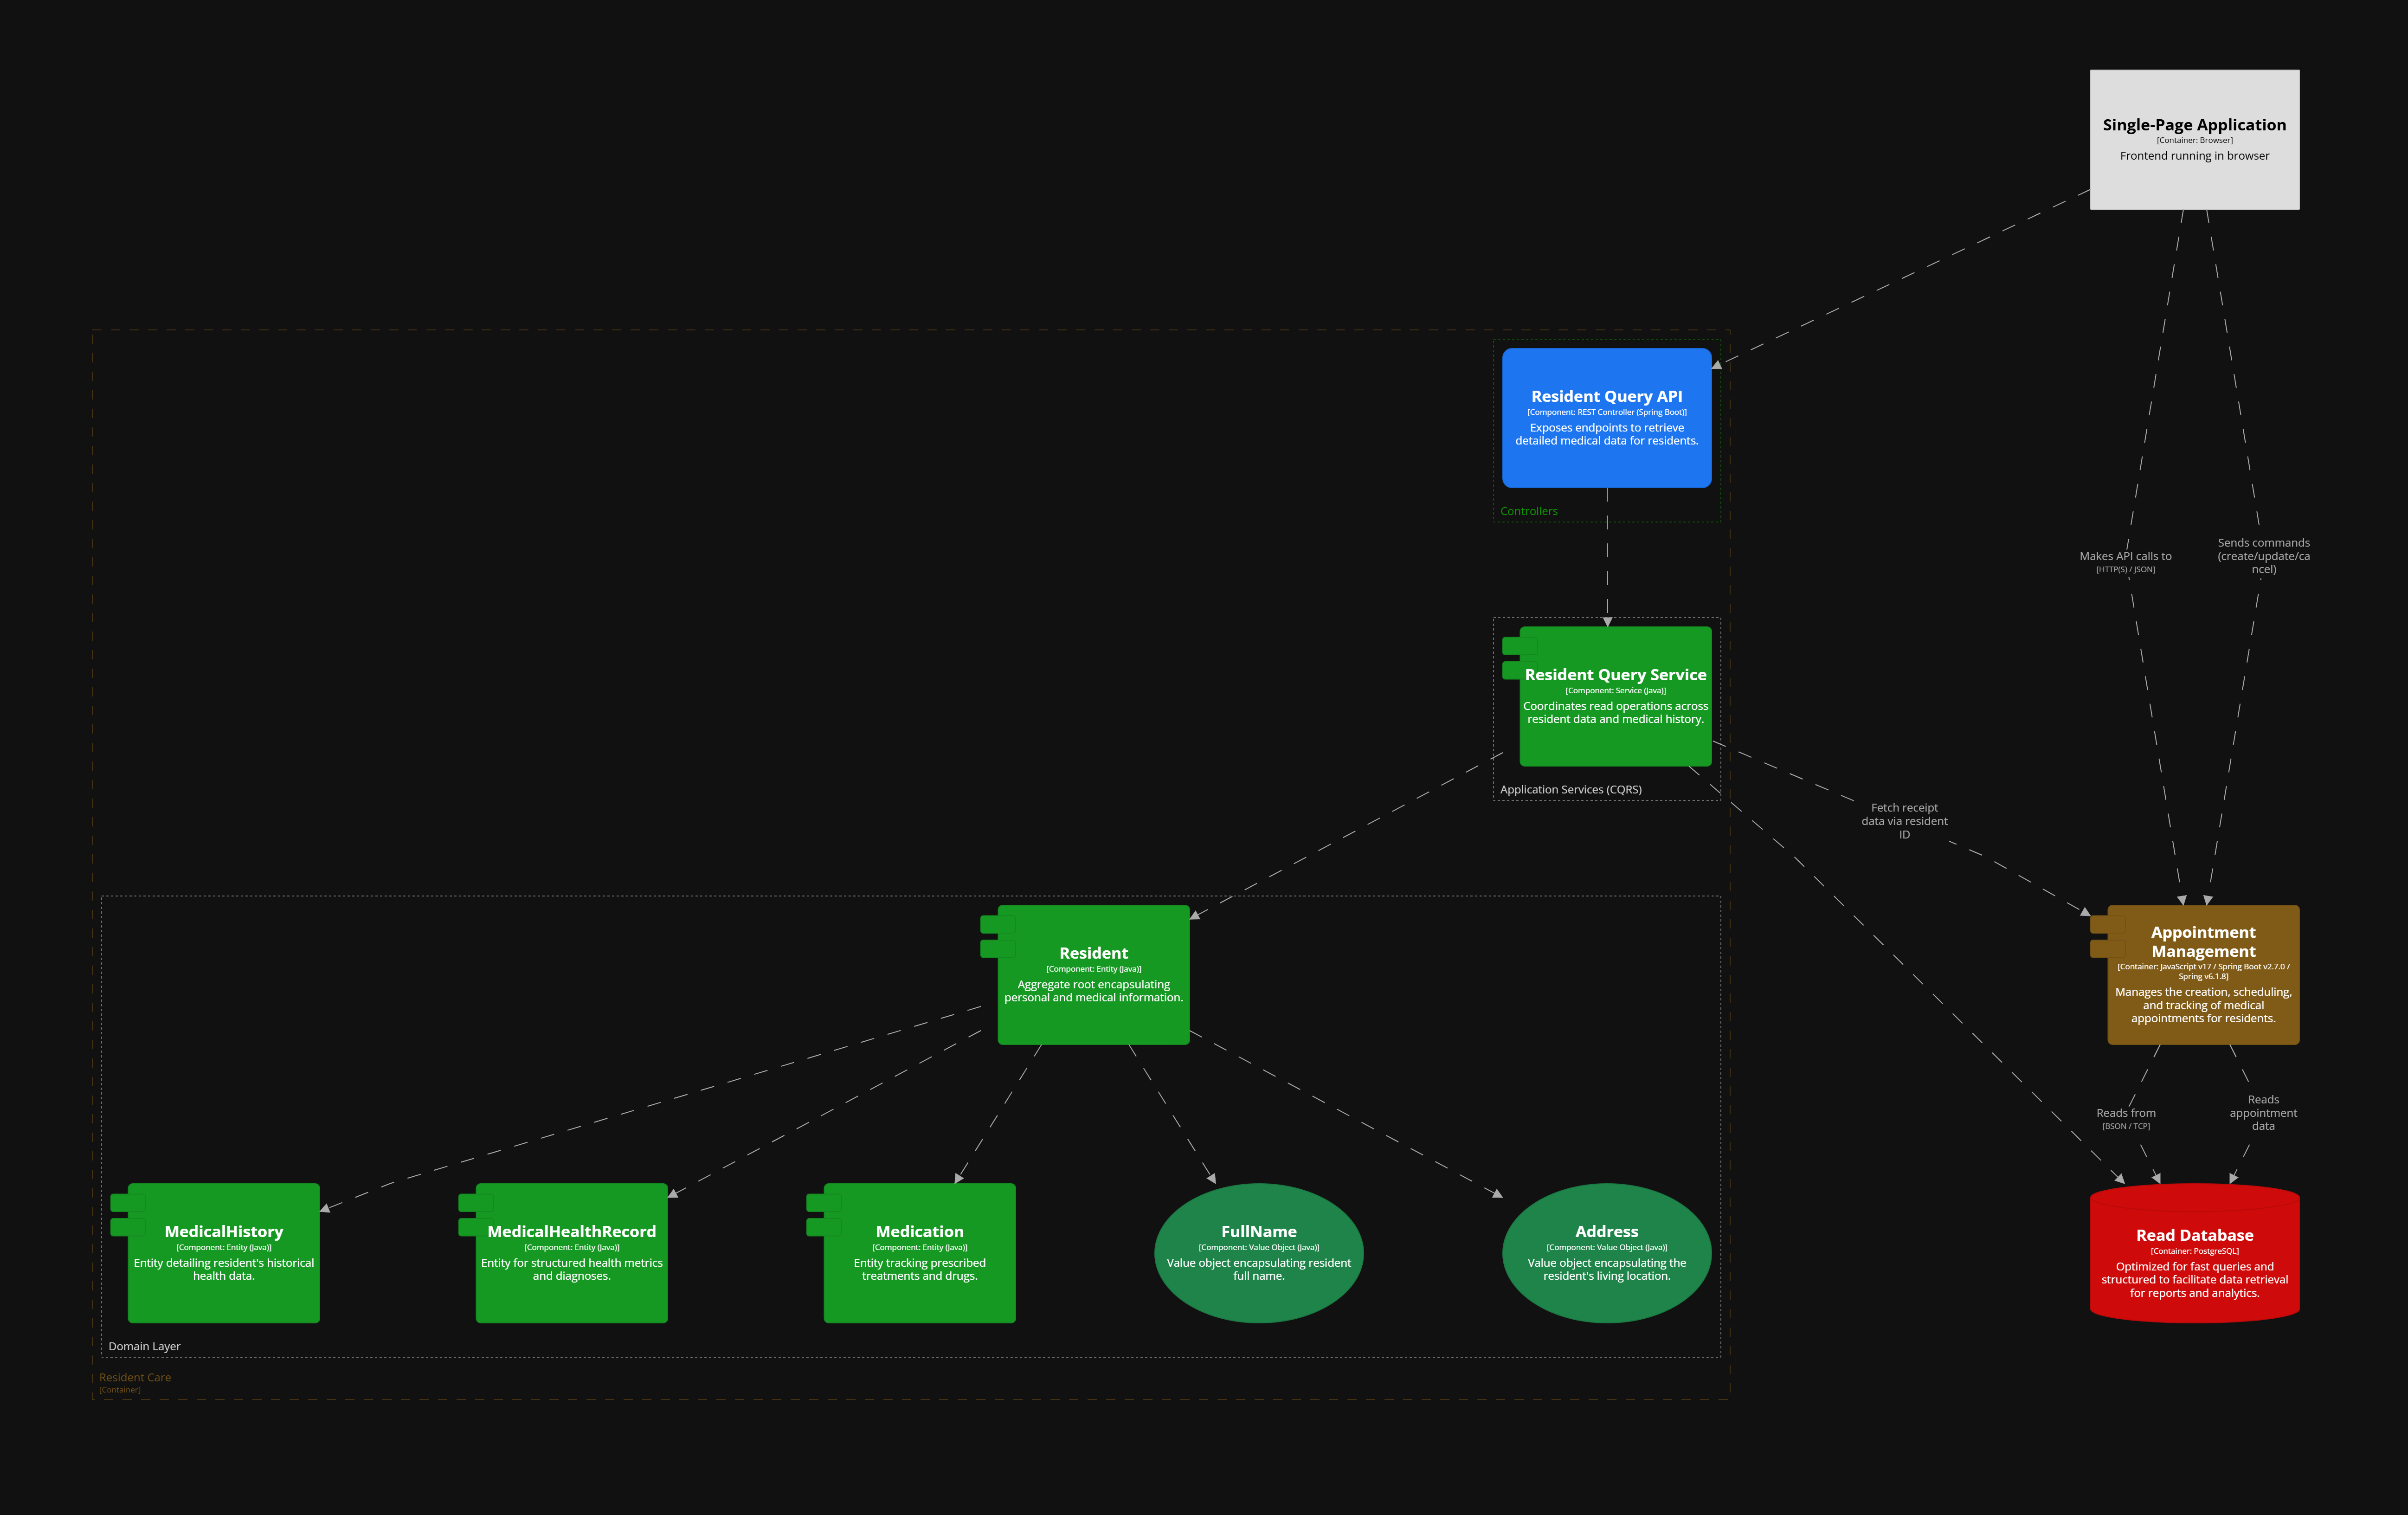 Single-Page Application
[Container: Browser]
Frontend running in browser
Resident Query API
[Component: REST Controller (Spring Boot)]
Exposes endpoints to retrieve
detailed medical data for residents.
Controllers
Makes API calls to
[HTTP(S) / JSON]
Sends commands
(create/update/ca
ncel)
Resident Query Service
[Component: Service (Java)]
Coordinates read operations across
resident data and medical history.
Application Services (CQRS)
Fetch receipt
data via resident
ID
Resident
[Component: Entity (Java)]
Aggregate root encapsulating
personal and medical information.
Appointment
Management
[Container: JavaScript v17 / Spring Boot v2.7.0 /
Spring v6.1.8]
Manages the creation, scheduling,
and tracking of medical
appointments for residents.
Reads from
[BSON / TCP]
Reads
appointment
data
MedicalHistory
[Component: Entity (Java)]
Entity detailing resident's historical
health data.
MedicalHealthRecord
[Component: Entity (Java)]
Entity for structured health metrics
and diagnoses.
Medication
[Component: Entity (Java)]
Entity tracking prescribed
treatments and drugs.
FullName
[Component: Value Object (Java)]
Value object encapsulating resident
full name.
Address
[Component: Value Object (Java)]
Value object encapsulating the
resident's living location.
Read Database
[Container: PostgreSQL]
Optimized for fast queries and
structured to facilitate data retrieval
for reports and analytics.
Domain Layer
Resident Care
[Container]